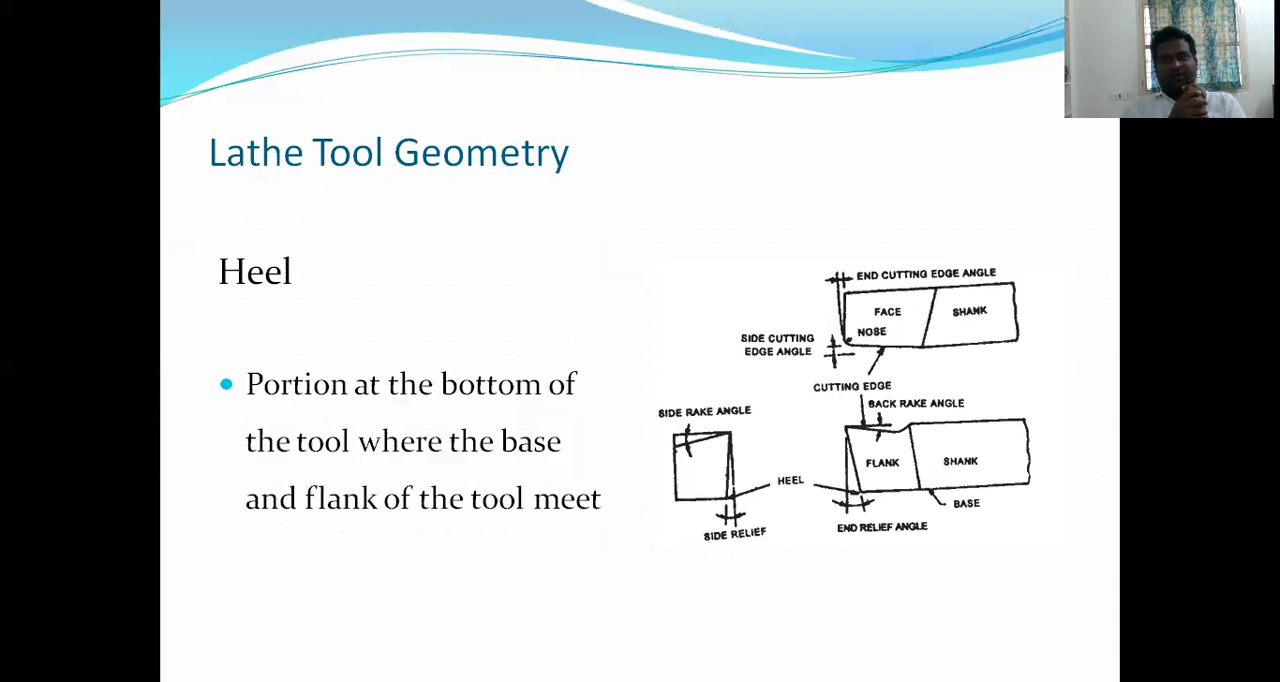 Lathe Tool Geometry
Heel
Portion at the bottom of
the tool where the base
and flank of the tool meet
END CUTTING EDGE ANGLE
FACE
SHANK
NOSE
SIDE CUTTING
EDGE ANGLE
CUTTING EDGE
BACK RAKE ANGLE
SIDE RAKE ANGLE
FLANK
SHANK
HEEL
BASE
END RELIEF ANGLE
SIDE RELIEF